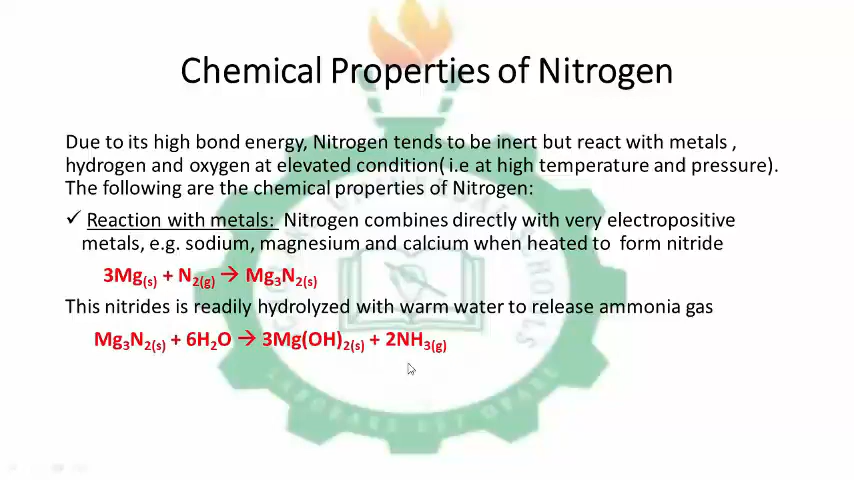 Chemical Properties of Nitrogen
Due to its high bond energy, Nitrogen tends to be inert but react with metals ,
hydrogen and oxygen at elevated condition( i.e at high temperature and pressure).
The following are the chemical properties of Nitrogen:
✓ Reaction with metals: Nitrogen combines directly with very electropositive
metals, e.g. sodium, magnesium and calcium when heated to form nitride
3Mg(s) + N2(g) → Mg3N2(s)
This nitrides is readily hydrolyzed with warm water to release ammonia gas
Mg3N2(s) + 6H2O → 3Mg(OH)2(s) + 2NH3(g)